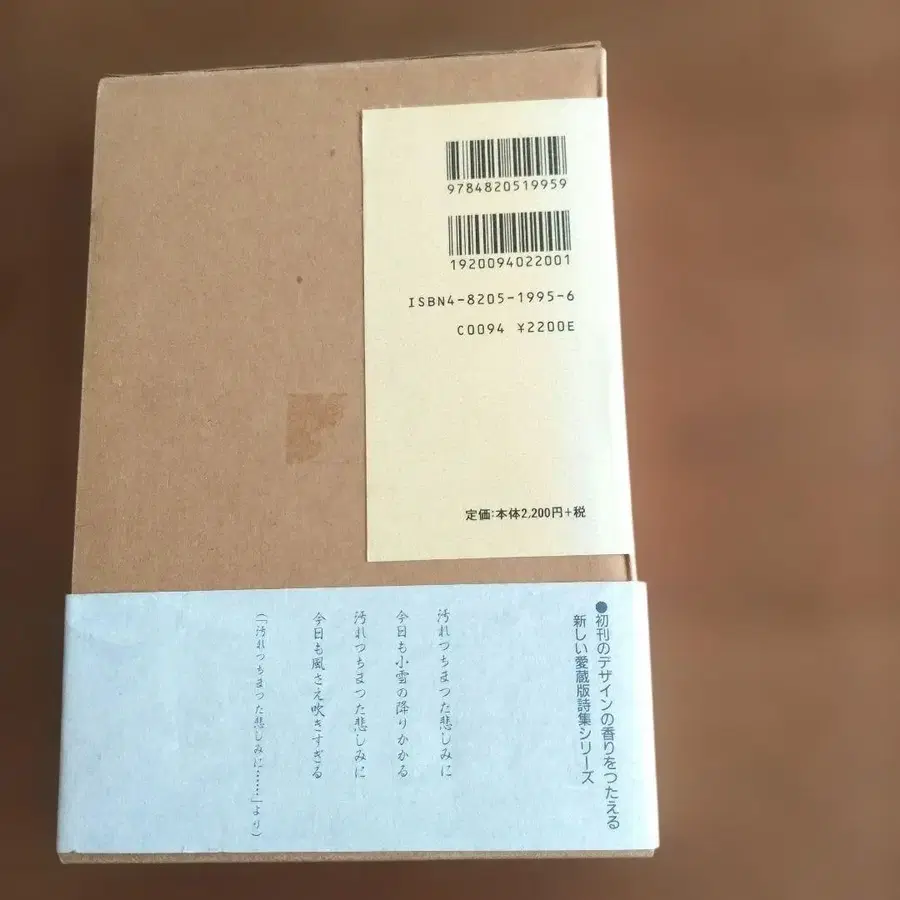 9784820519959
1920094022001
ISBN4-8205-1995-6
C0094 ¥2200E
定価:本体2,200円+税
●初刊のデザインの香りをつたえる
新しい愛蔵版詩集シリーズ
汚れつちまつた悲しみに
今日も小雪の降りかかる
汚れつちまつた悲しみに
今日も風さえ吹きすぎる
(「汚れつちまつた悲しみに……」より)